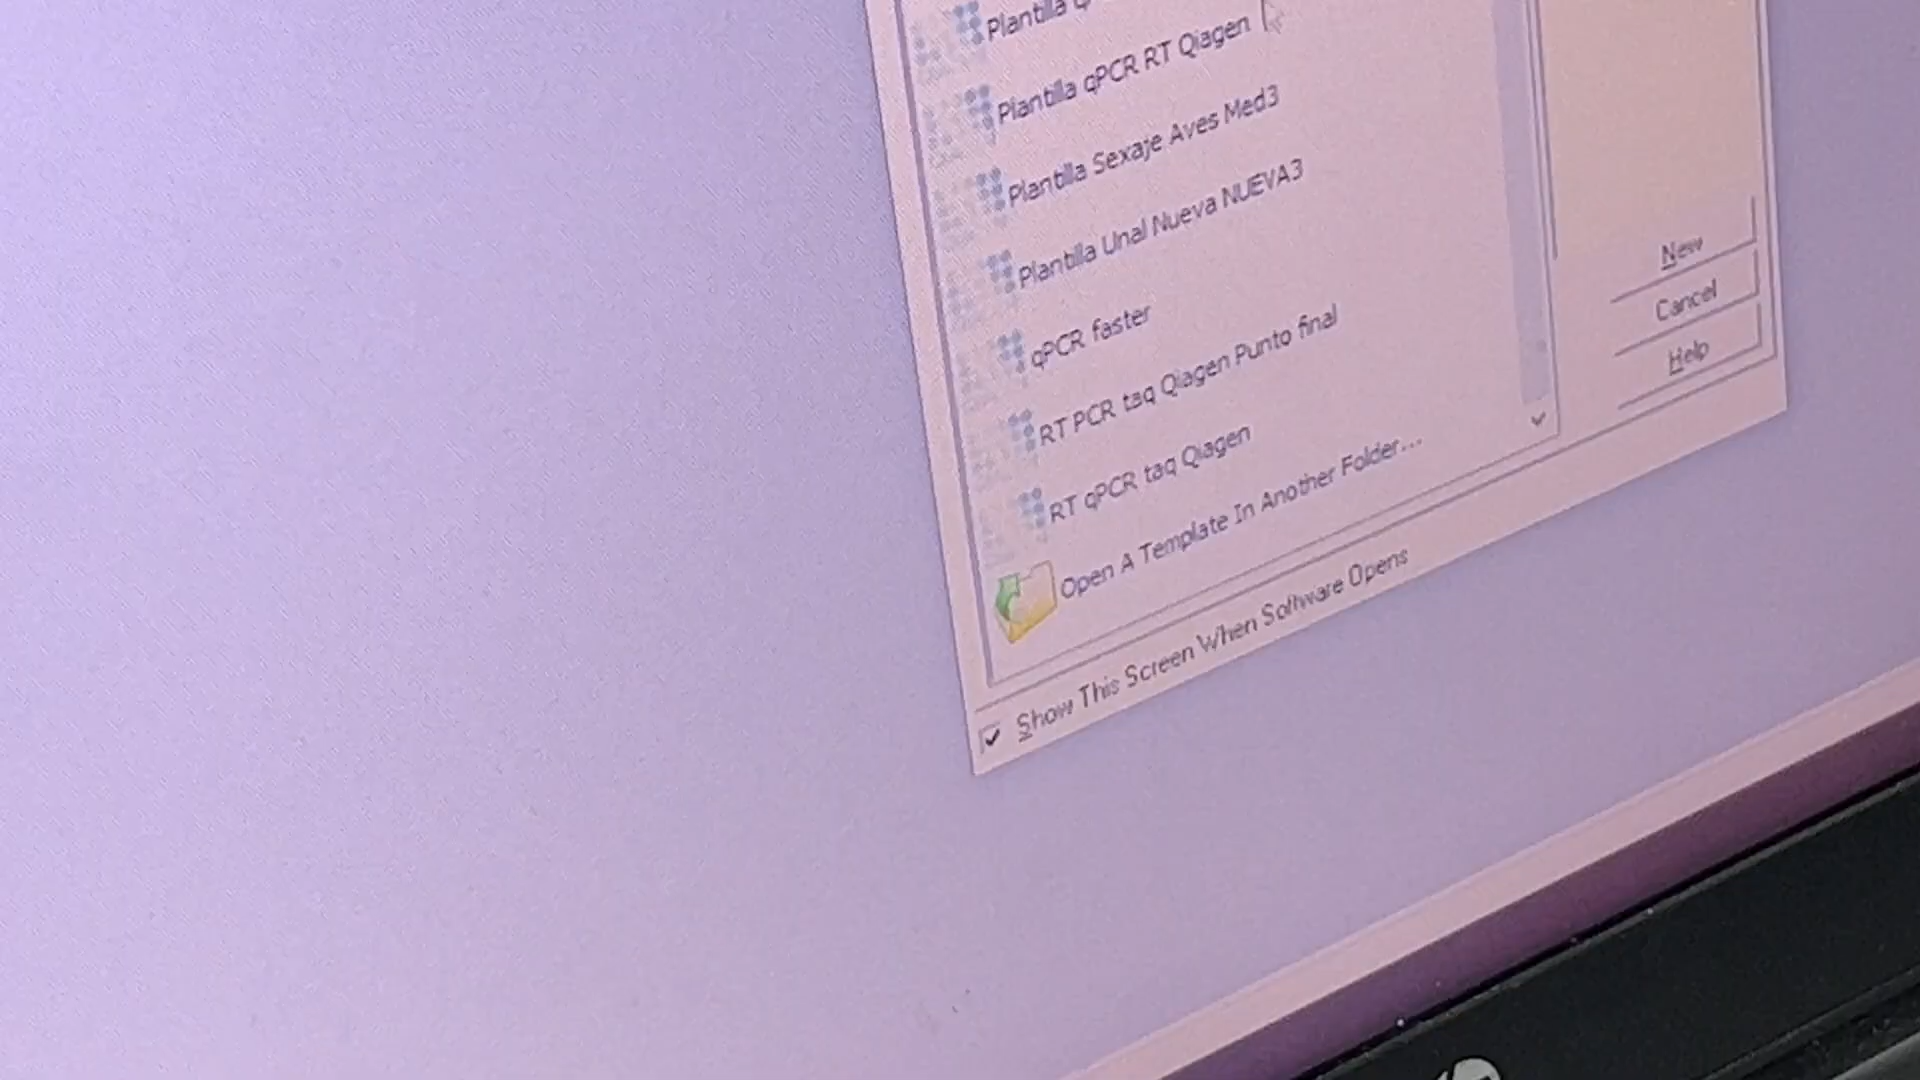 Plantilla
Plantilla qPCR RT Qiagen
Plantilla Sexaje Aves Med3
Plantilla Unal Nueva NUEVA3
qPCR faster
RT PCR taq Qiagen Punto final
RT qPCR taq Qiagen
Open A Template In Another Folder...
Show This Screen When Software Opens
New
Cancel
Help